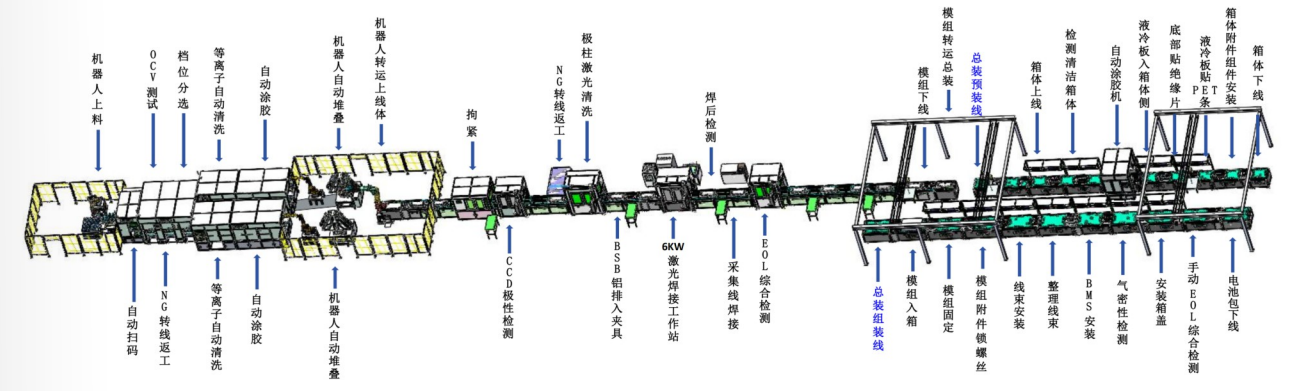 机器人上料
OCV测试
档位分选
等离子自动清洗
自动涂胶
机器人自动堆叠
机器人转运上线体
拘紧
NG转线返工
极柱激光清洗
焊后检测
模组下线
模组转运总装
总装预装线
箱体上线
检测清洁箱体
自动涂胶机
液冷板入箱体侧
底部贴绝缘片
液冷板贴PET条
箱体附件组件安装
箱体下线
自动扫码
NG转线返工
等离子自动清洗
自动涂胶
机器人自动堆叠
CCD极性检测
BSB铝排入夹具
6KW激光焊接工作站
采集线焊接
EOL综合检测
总装组装线
模组入箱
模组固定
模组附件锁螺丝
线束安装
整理线束
BMS安装
气密性检测
安装箱盖
手动EOL综合检测
电池包下线